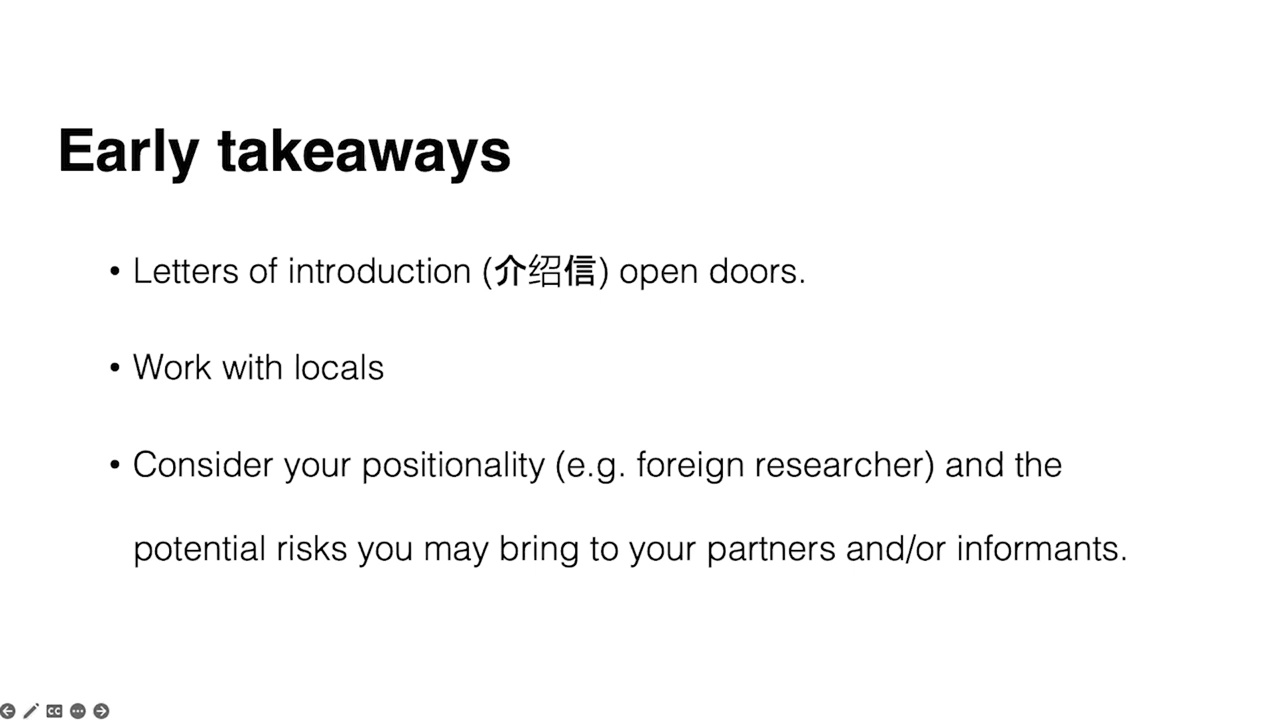 Early takeaways
• Letters of introduction (介绍信) open doors.
• Work with locals
• Consider your positionality (e.g. foreign researcher) and the
potential risks you may bring to your partners and/or informants.
CC